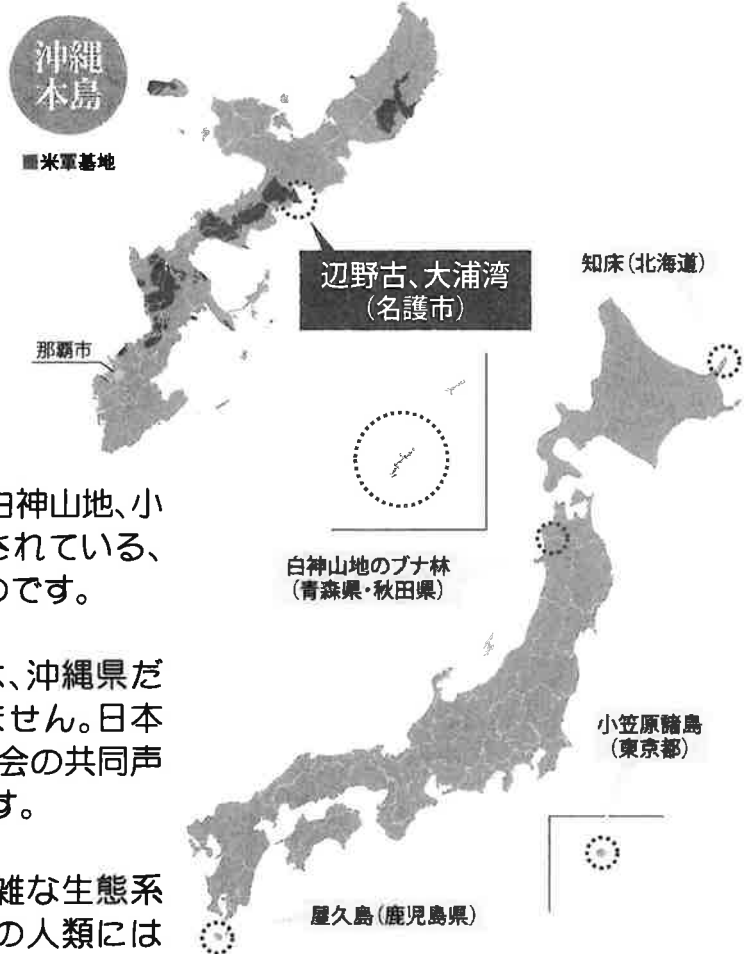 沖縄
本島
■米軍基地
辺野古、大浦湾
(名護市)
那覇市
知床(北海道)
白神山地のブナ林
(青森県・秋田県)
小笠原諸島
(東京都)
屋久島(鹿児島県)
白神山地、小
されている、
のです。
、沖縄県だ
ません。日本
会の共同声
す。
雑な生態系
の人類には